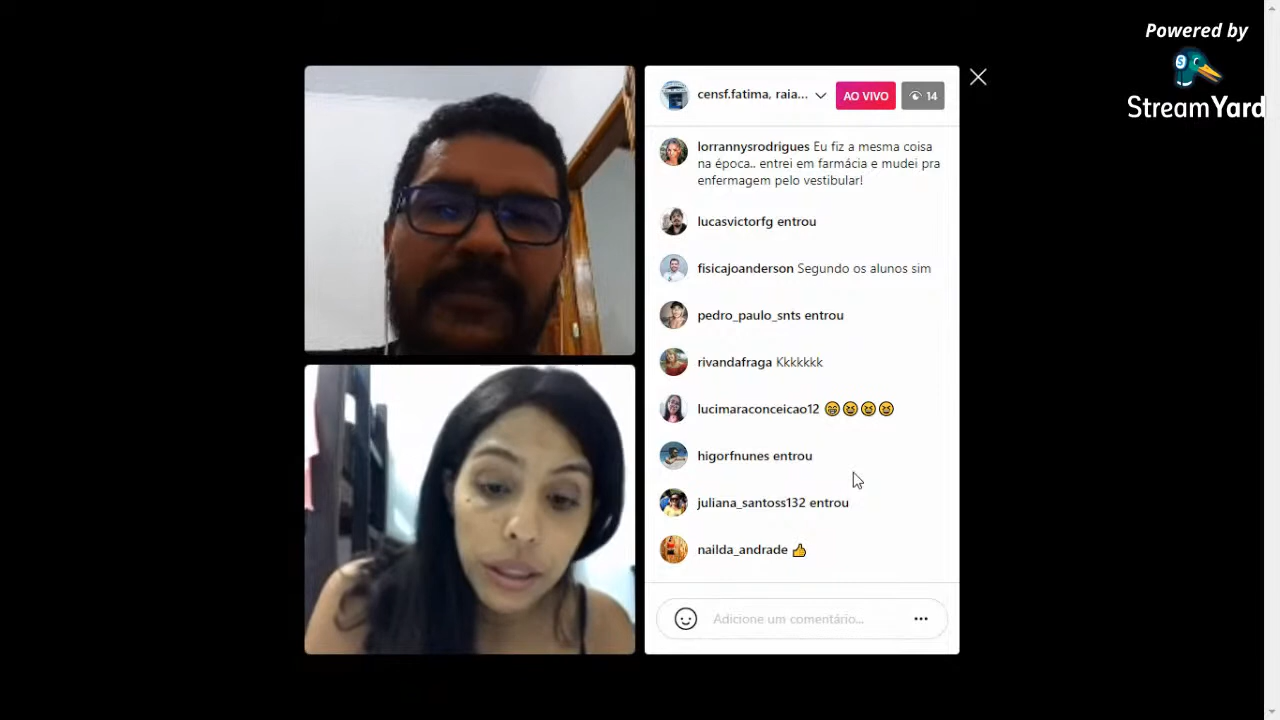 Powered by
StreamYard
censf.fatima, raia...
AO VIVO
14
lorrannysrodrigues Eu fiz a mesma coisa
na época.. entrei em farmácia e mudei pra
enfermagem pelo vestibular!
lucasvictorfg entrou
fisicajoanderson Segundo os alunos sim
pedro_paulo_snts entrou
rivandafraga Kkkkkkk
lucimaraconceicao12 😁😆😆😆
higorfnunes entrou
juliana_santoss132 entrou
nailda_andrade 👍
Adicione um comentário...